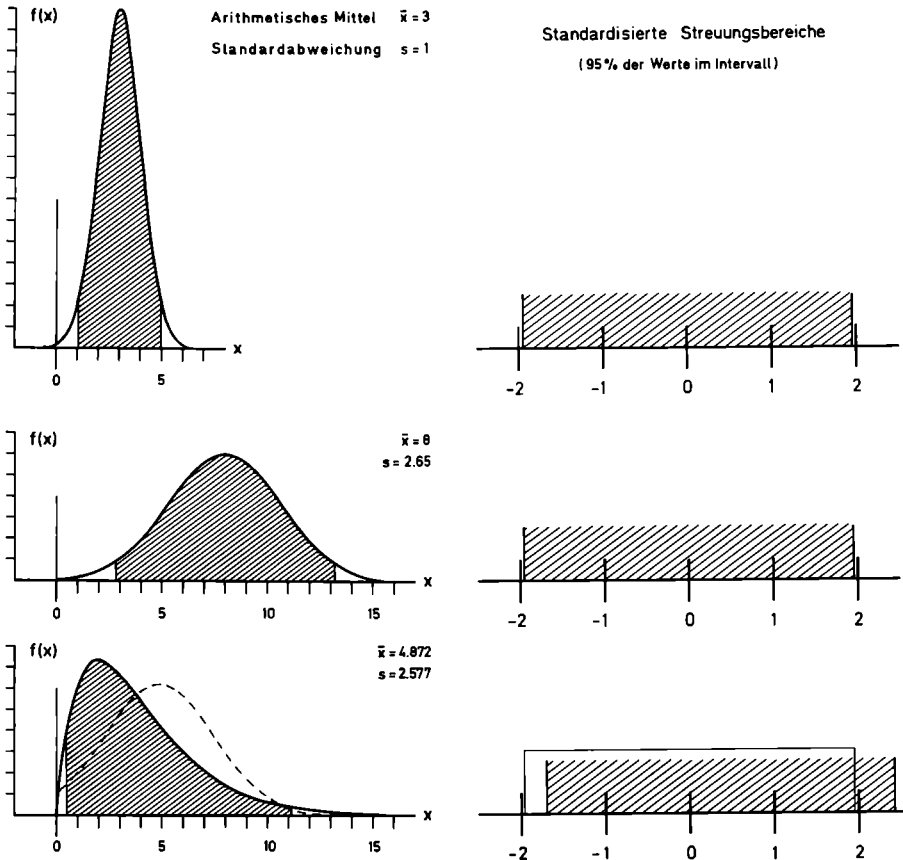 f(x)
Arithmetisches Mittel x̄ = 3
Standardabweichung s = 1
x
0 5
Standardisierte Streuungsbereiche
(95% der Werte im Intervall)
-2 -1 0 1 2
f(x)
x̄ = 8
s = 2.65
x
0 5 10 15
-2 -1 0 1 2
f(x)
x̄ = 4.872
s = 2.577
x
0 5 10 15
-2 -1 0 1 2